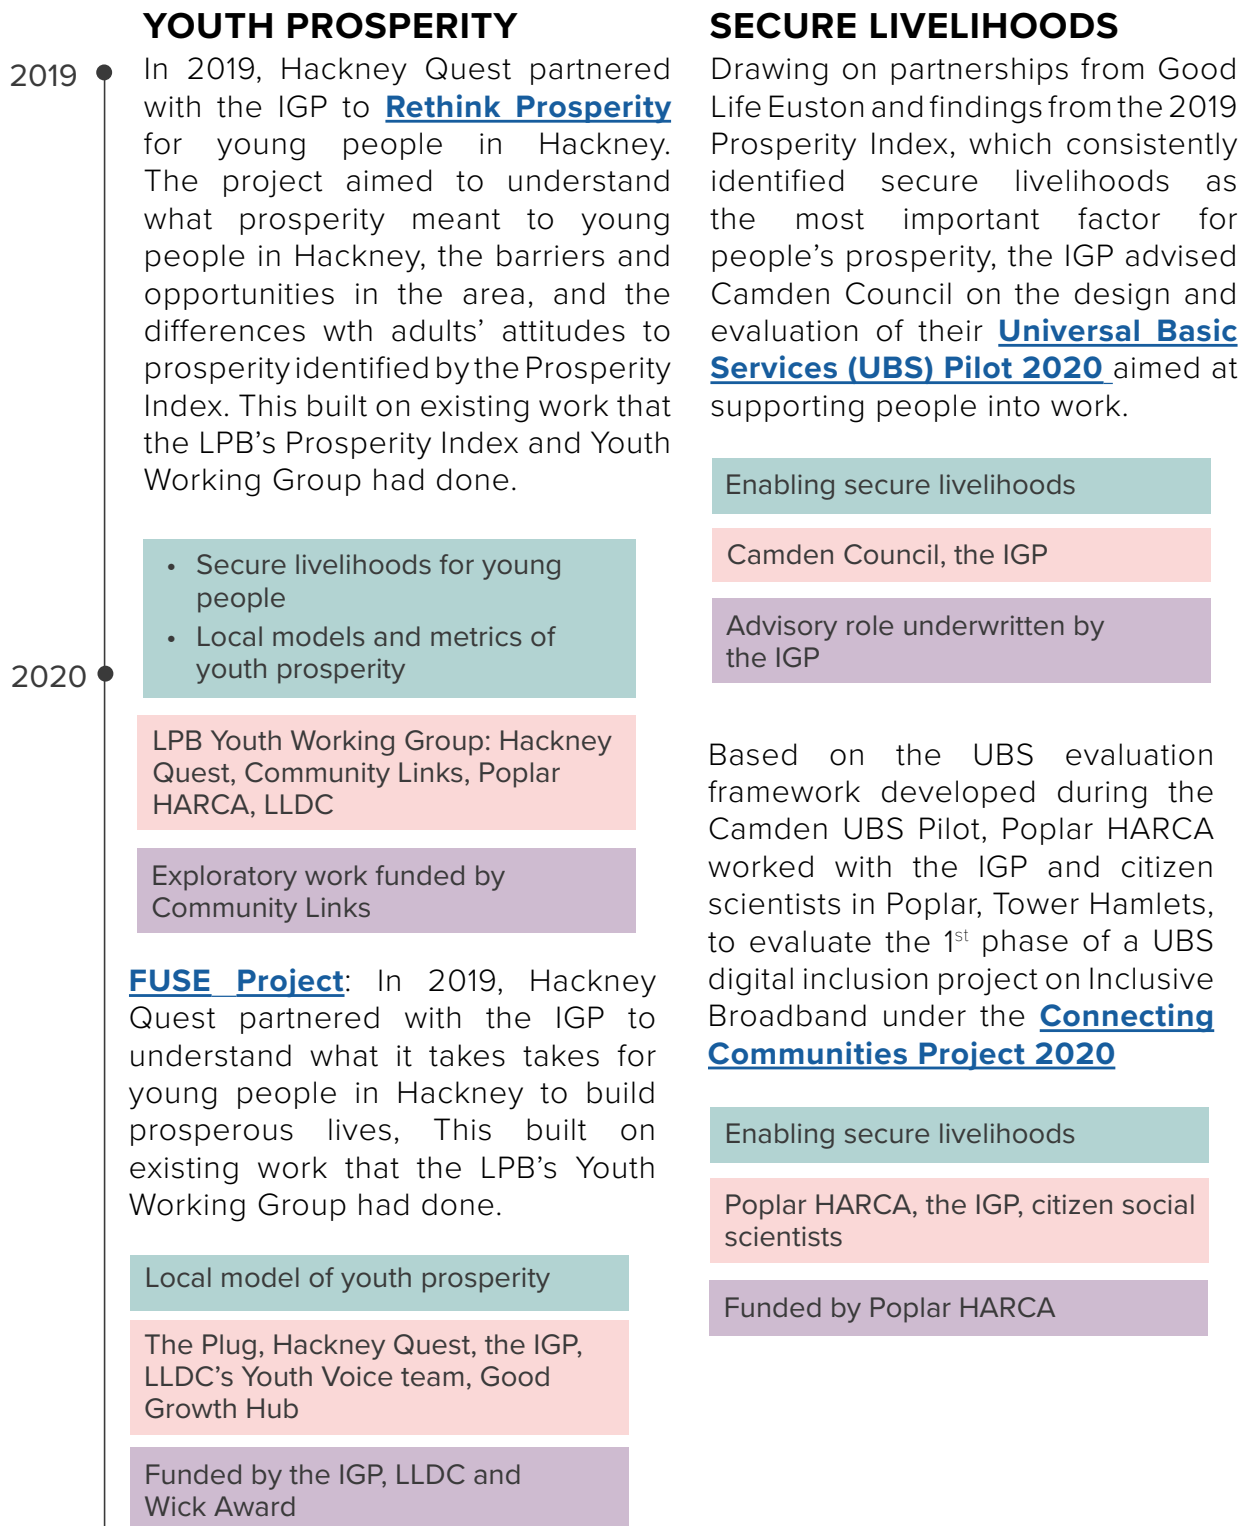 YOUTH PROSPERITY
2019
In 2019, Hackney Quest partnered
with the IGP to Rethink Prosperity
for young people in Hackney.
The project aimed to understand
what prosperity meant to young
people in Hackney, the barriers and
opportunities in the area, and the
differences wth adults’ attitudes to
prosperity identified by the Prosperity
Index. This built on existing work that
the LPB’s Prosperity Index and Youth
Working Group had done.
• Secure livelihoods for young
people
• Local models and metrics of
youth prosperity
2020
LPB Youth Working Group: Hackney
Quest, Community Links, Poplar
HARCA, LLDC
Exploratory work funded by
Community Links
FUSE Project: In 2019, Hackney
Quest partnered with the IGP to
understand what it takes takes for
young people in Hackney to build
prosperous lives, This built on
existing work that the LPB’s Youth
Working Group had done.
Local model of youth prosperity
The Plug, Hackney Quest, the IGP,
LLDC’s Youth Voice team, Good
Growth Hub
Funded by the IGP, LLDC and
Wick Award
SECURE LIVELIHOODS
Drawing on partnerships from Good
Life Euston and findings from the 2019
Prosperity Index, which consistently
identified secure livelihoods as
the most important factor for
people’s prosperity, the IGP advised
Camden Council on the design and
evaluation of their Universal Basic
Services (UBS) Pilot 2020 aimed at
supporting people into work.
Enabling secure livelihoods
Camden Council, the IGP
Advisory role underwritten by
the IGP
Based on the UBS evaluation
framework developed during the
Camden UBS Pilot, Poplar HARCA
worked with the IGP and citizen
scientists in Poplar, Tower Hamlets,
to evaluate the 1st phase of a UBS
digital inclusion project on Inclusive
Broadband under the Connecting
Communities Project 2020
Enabling secure livelihoods
Poplar HARCA, the IGP, citizen social
scientists
Funded by Poplar HARCA